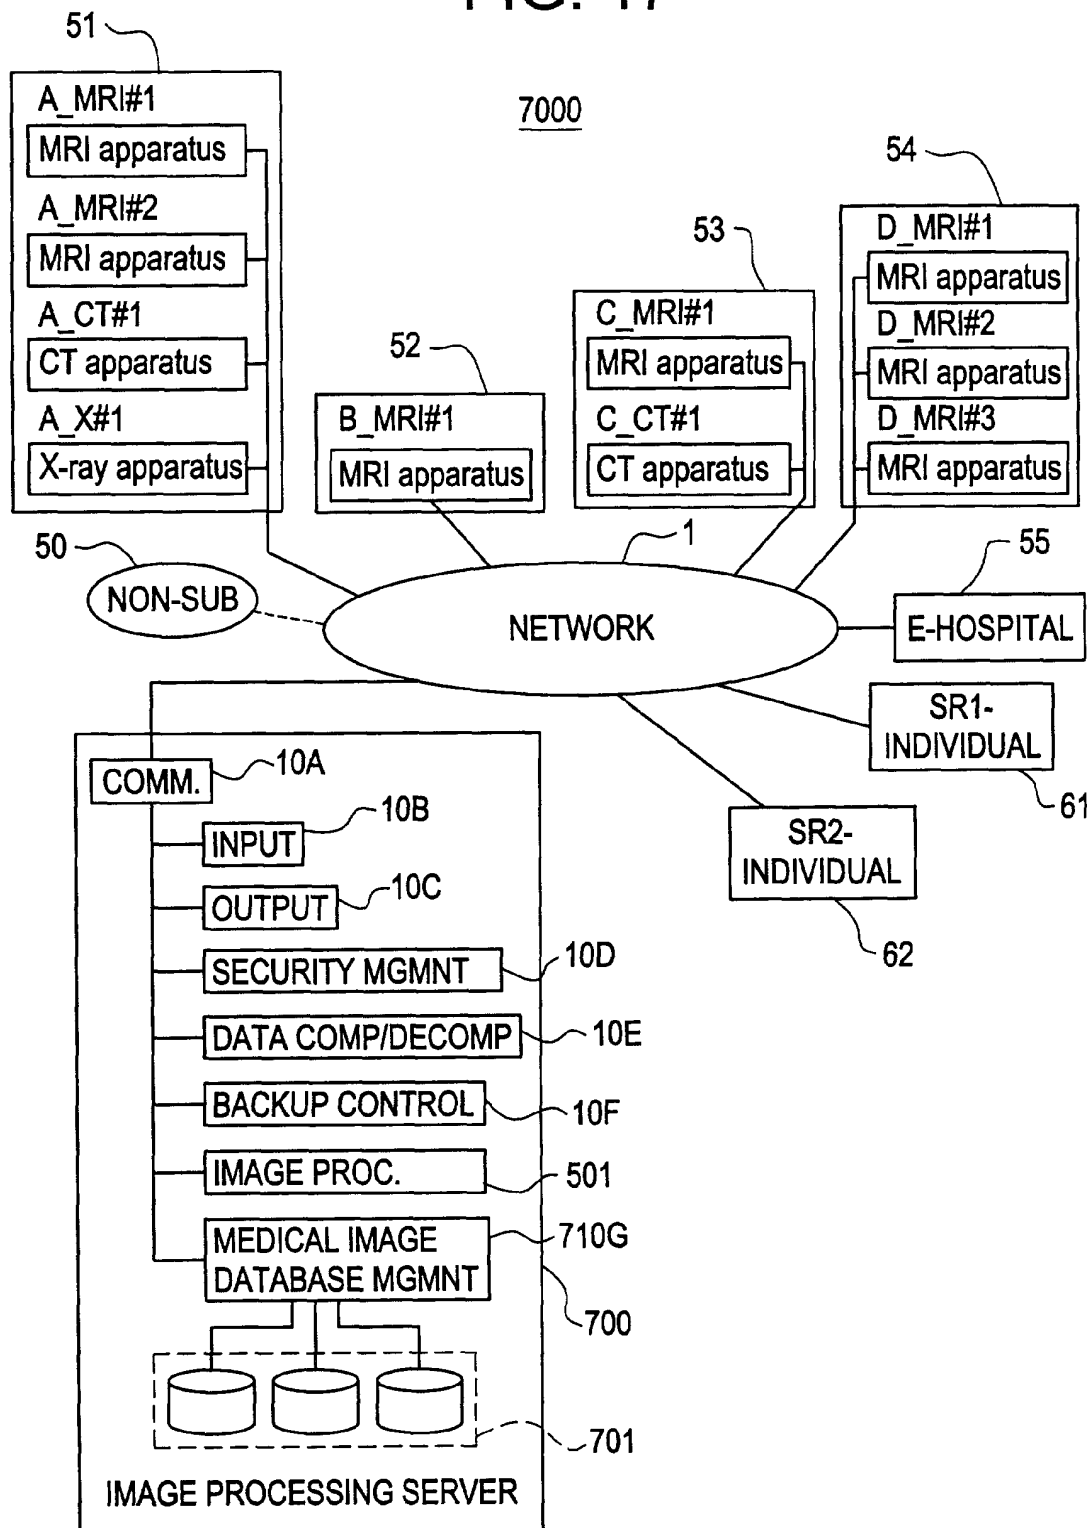 FIG. 17
51
A_MRI#1
MRI apparatus
A_MRI#2
MRI apparatus
A_CT#1
CT apparatus
A_X#1
X-ray apparatus
7000
52
B_MRI#1
MRI apparatus
53
C_MRI#1
MRI apparatus
C_CT#1
CT apparatus
54
D_MRI#1
MRI apparatus
D_MRI#2
MRI apparatus
D_MRI#3
MRI apparatus
50
NON-SUB
1
NETWORK
55
E-HOSPITAL
SR1-
INDIVIDUAL
61
SR2-
INDIVIDUAL
62
COMM.
10A
INPUT
10B
OUTPUT
10C
SECURITY MGMNT
10D
DATA COMP/DECOMP
10E
BACKUP CONTROL
10F
IMAGE PROC.
501
MEDICAL IMAGE
DATABASE MGMNT
710G
700
701
IMAGE PROCESSING SERVER